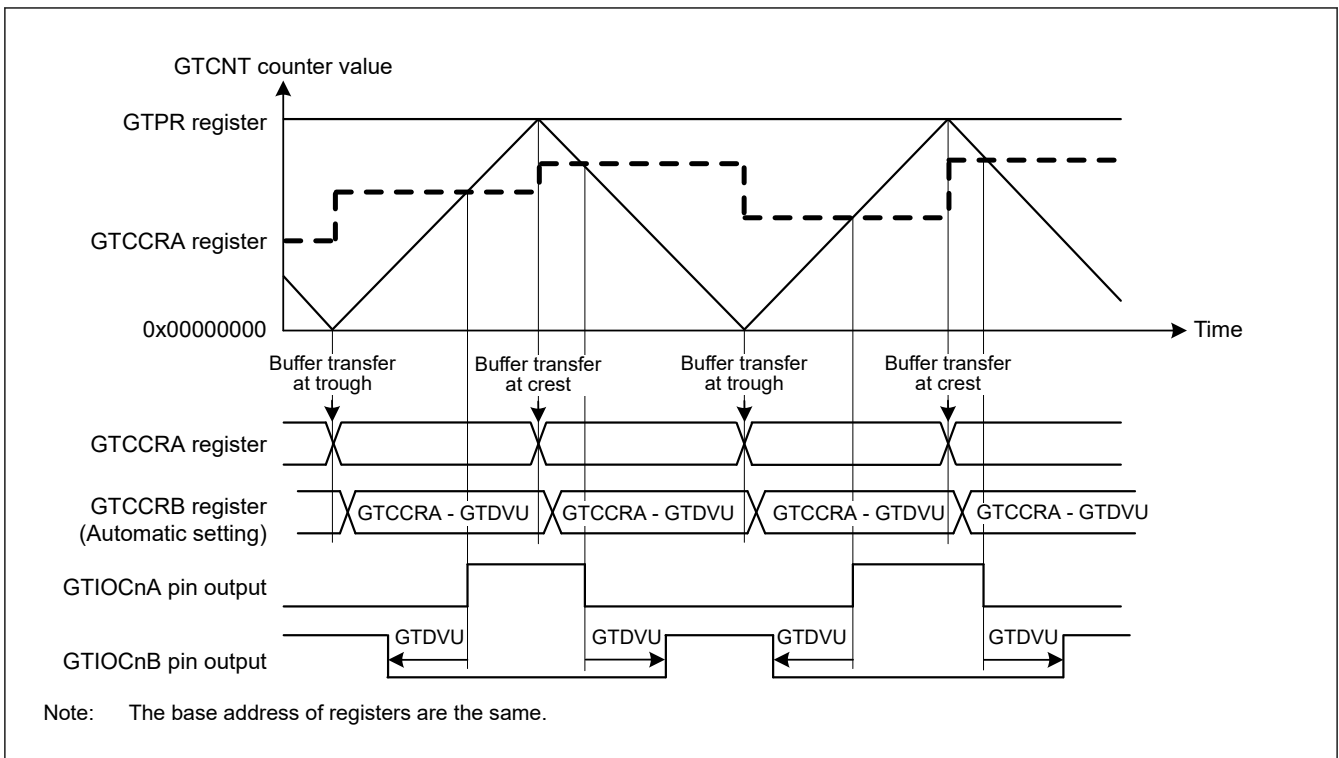 GTCNT counter value
GTPR register
GTCCRA register
0x00000000
Time
Buffer transfer
at trough
Buffer transfer
at crest
Buffer transfer
at trough
Buffer transfer
at crest
GTCCRA register
GTCCRB register
(Automatic setting)
GTCCRA - GTDVU
GTCCRA - GTDVU
GTCCRA - GTDVU
GTCCRA - GTDVU
GTIOCnA pin output
GTIOCnB pin output
GTDVU
GTDVU
GTDVU
GTDVU
Note: The base address of registers are the same.